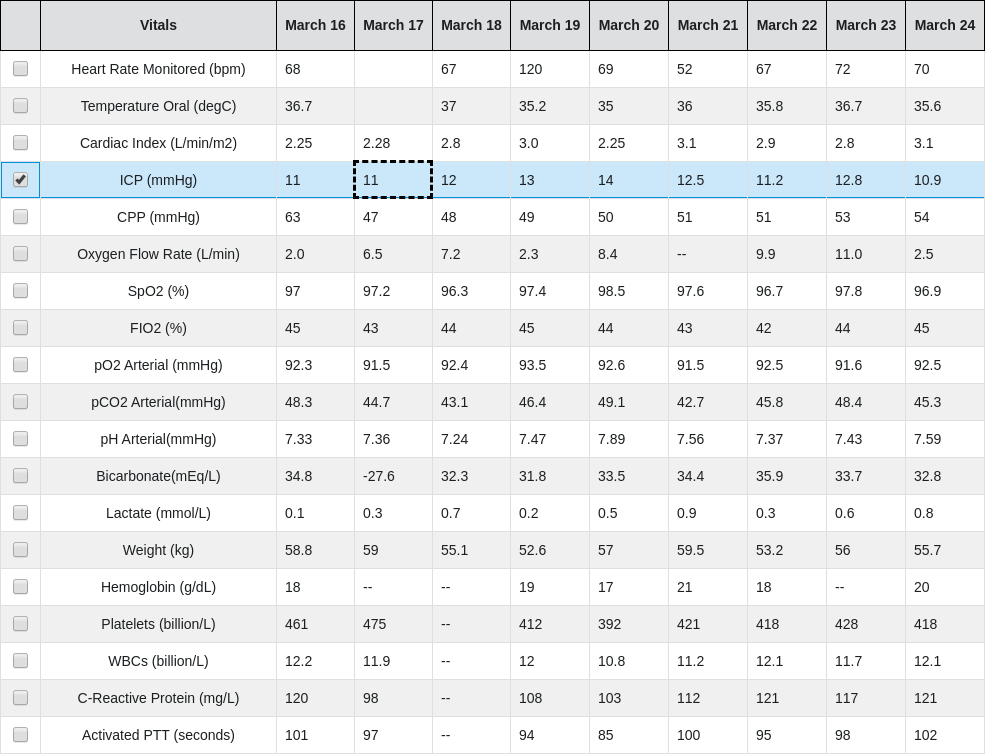 Vitals March 16 March 17 March 18 March 19 March 20 March 21 March 22 March 23 March 24
Heart Rate Monitored (bpm) 68 67 120 69 52 67 72 70
Temperature Oral (degC) 36.7 37 35.2 35 36 35.8 36.7 35.6
Cardiac Index (L/min/m2) 2.25 2.28 2.8 3.0 2.25 3.1 2.9 2.8 3.1
ICP (mmHg) 11 11 12 13 14 12.5 11.2 12.8 10.9
CPP (mmHg) 63 47 48 49 50 51 51 53 54
Oxygen Flow Rate (L/min) 2.0 6.5 7.2 2.3 8.4 -- 9.9 11.0 2.5
SpO2 (%) 97 97.2 96.3 97.4 98.5 97.6 96.7 97.8 96.9
FIO2 (%) 45 43 44 45 44 43 42 44 45
pO2 Arterial (mmHg) 92.3 91.5 92.4 93.5 92.6 91.5 92.5 91.6 92.5
pCO2 Arterial(mmHg) 48.3 44.7 43.1 46.4 49.1 42.7 45.8 48.4 45.3
pH Arterial(mmHg) 7.33 7.36 7.24 7.47 7.89 7.56 7.37 7.43 7.59
Bicarbonate(mEq/L) 34.8 -27.6 32.3 31.8 33.5 34.4 35.9 33.7 32.8
Lactate (mmol/L) 0.1 0.3 0.7 0.2 0.5 0.9 0.3 0.6 0.8
Weight (kg) 58.8 59 55.1 52.6 57 59.5 53.2 56 55.7
Hemoglobin (g/dL) 18 -- -- 19 17 21 18 -- 20
Platelets (billion/L) 461 475 -- 412 392 421 418 428 418
WBCs (billion/L) 12.2 11.9 -- 12 10.8 11.2 12.1 11.7 12.1
C-Reactive Protein (mg/L) 120 98 -- 108 103 112 121 117 121
Activated PTT (seconds) 101 97 -- 94 85 100 95 98 102